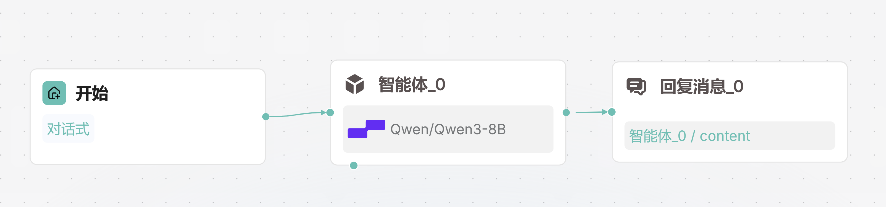 开始
对话式
智能体_0
Qwen/Qwen3-8B
回复消息_0
智能体_0 / content